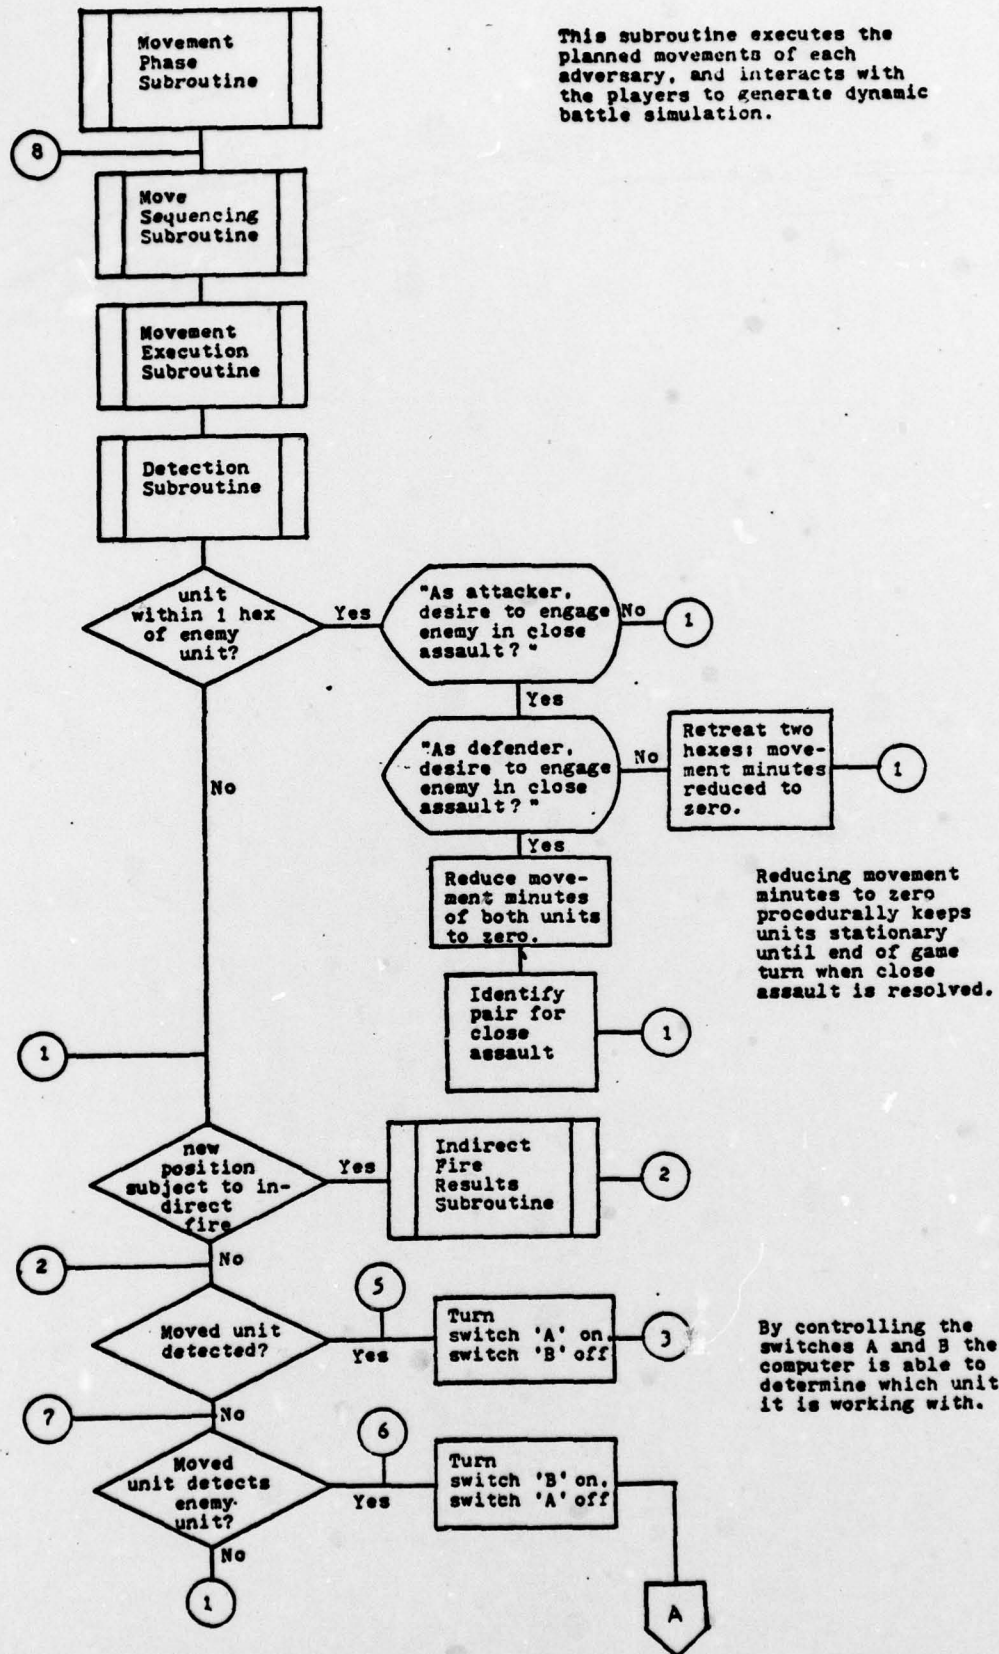 Movement
Phase
Subroutine
This subroutine executes the
planned movements of each
adversary, and interacts with
the players to generate dynamic
battle simulation.
8
Move
Sequencing
Subroutine
Movement
Execution
Subroutine
Detection
Subroutine
unit
within 1 hex
of enemy
unit?
Yes
"As attacker,
desire to engage
enemy in close
assault?"
No
1
Yes
No
"As defender,
desire to engage
enemy in close
assault?"
No
Retreat two
hexes; move-
ment minutes
reduced to
zero.
1
Yes
Reduce move-
ment minutes
of both units
to zero.
Reducing movement
minutes to zero
procedurally keeps
units stationary
until end of game
turn when close
assault is resolved.
Identify
pair for
close
assault
1
1
new
position
subject to in-
direct
fire
Yes
Indirect
Fire
Results
Subroutine
2
No
2
5
Moved unit
detected?
Yes
Turn
switch 'A' on,
switch 'B' off
3
By controlling the
switches A and B the
computer is able to
determine which unit
it is working with.
No
7
6
Moved
unit detects
enemy
unit?
Yes
Turn
switch 'B' on,
switch 'A' off
No
1
A